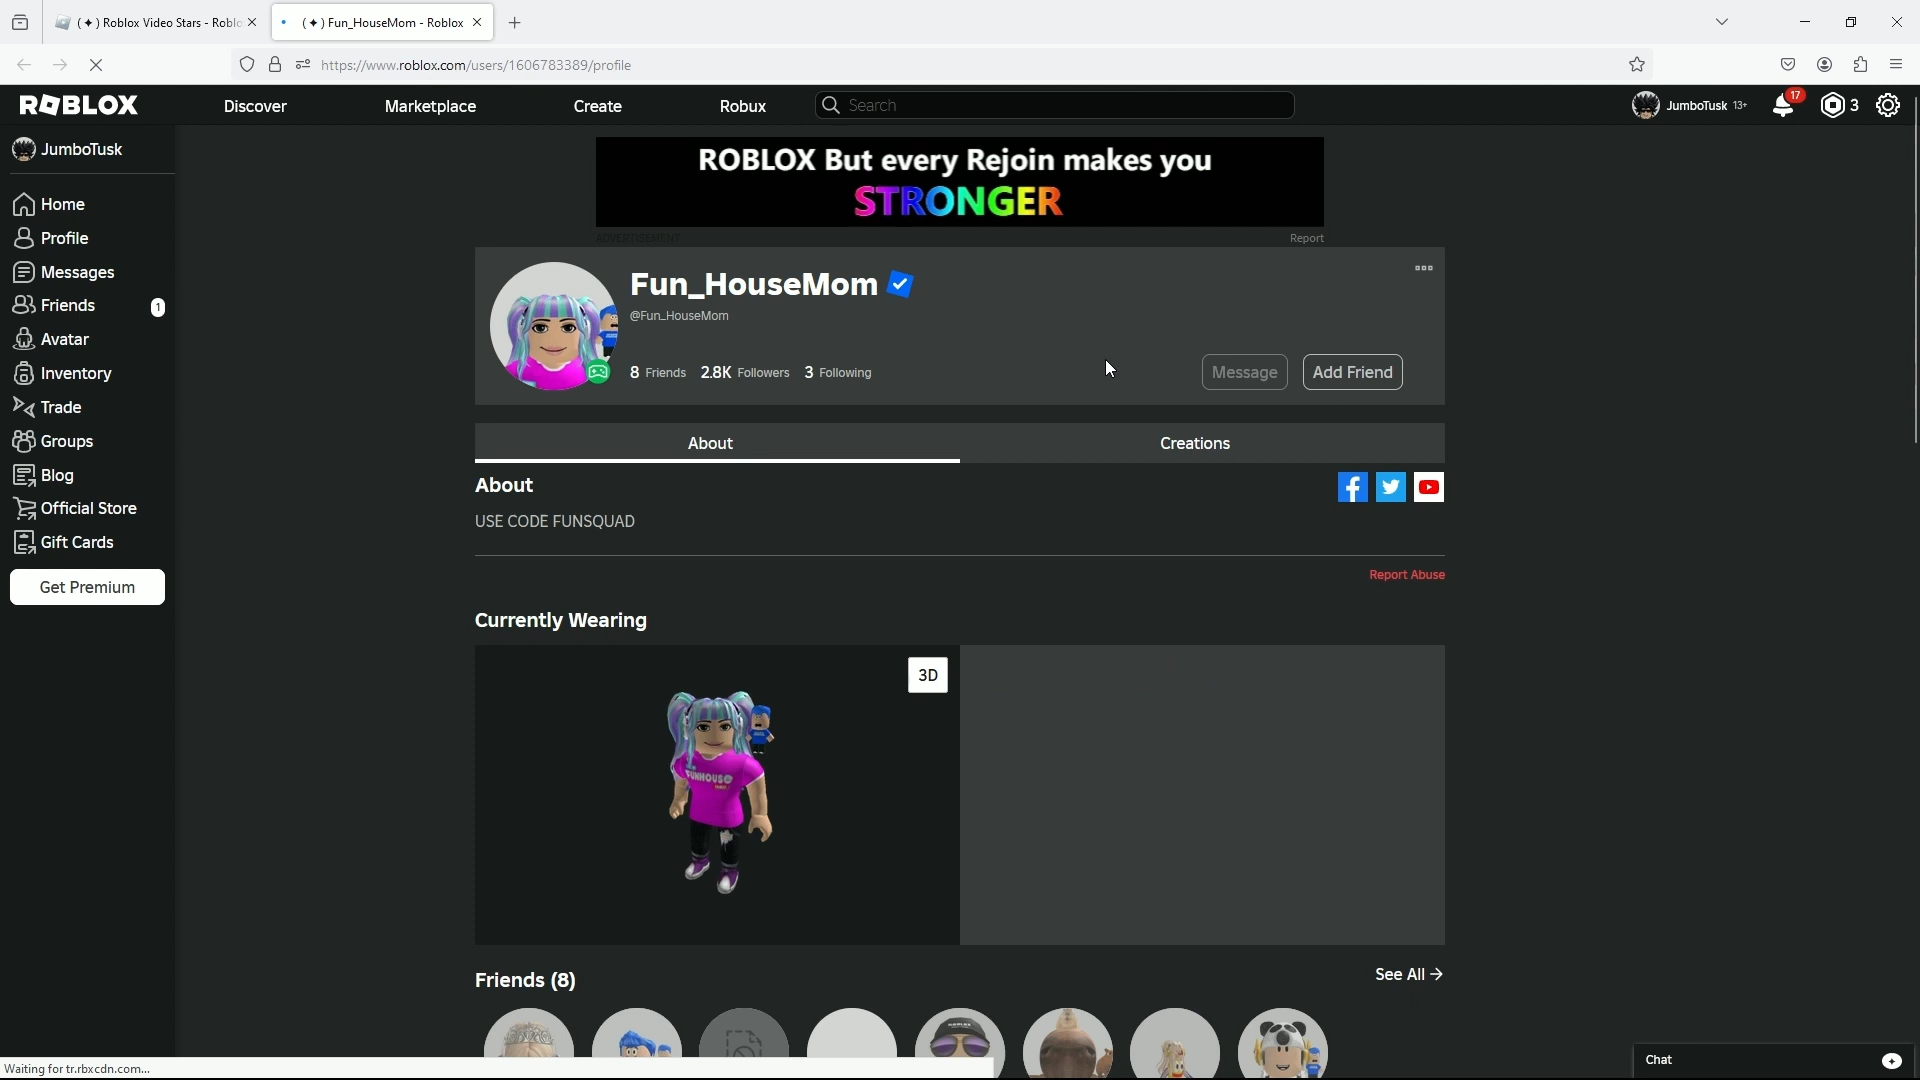 ( ✦ ) Roblox Video Stars - Roblo
( ✦ ) Fun_HouseMom - Roblox
https://www.roblox.com/users/1606783389/profile
ROBLOX
Discover
Marketplace
Create
Robux
Search
JumboTusk 13+
17
3
JumboTusk
Home
Profile
Messages
Friends
1
Avatar
Inventory
Trade
Groups
Blog
Official Store
Gift Cards
Get Premium
ROBLOX But every Rejoin makes you
STRONGER
ADVERTISEMENT
Report
Fun_HouseMom
@Fun_HouseMom
8 Friends 2.8K Followers 3 Following
Message
Add Friend
About
Creations
About
USE CODE FUNSQUAD
Report Abuse
Currently Wearing
3D
FUNHOUSE
Friends (8)
See All
ROBLOX
Waiting for tr.rbxcdn.com...
Chat